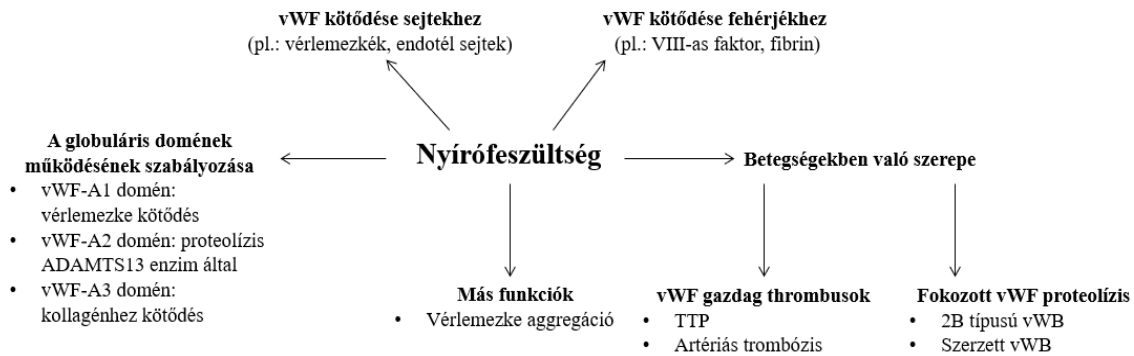 vWF kötődése sejtekhez
(pl.: vérlemezkék, endotél sejtek)
vWF kötődése fehérjékhez
(pl.: VIII-as faktor, fibrin)
A globuláris domének
működésének szabályozása
• vWF-A1 domén:
vérlemezke kötődés
• vWF-A2 domén: proteolízis
ADAMTS13 enzim által
• vWF-A3 domén:
kollagénhez kötődés
Nyírófeszültség
Betegségekben való szerepe
Más funkciók
• Vérlemezke aggregáció
vWF gazdag thrombusok
• TTP
• Artériás trombózis
Fokozott vWF proteolízis
• 2B típusú vWB
• Szerzett vWB